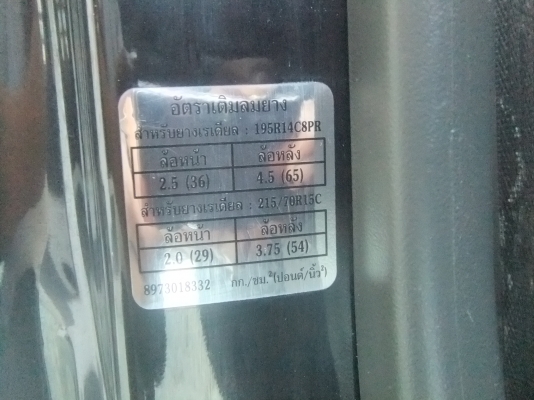 อัตราเติมลมยาง
สำหรับยางเรเดียล : 195R14C8PR
ล้อหน้า ล้อหลัง
2.5 (36) 4.5 (65)
สำหรับยางเรเดียล : 215/70R15C
ล้อหน้า ล้อหลัง
2.0 (29) 3.75 (54)
8973018332 กก./ซม.² (ปอนด์/นิ้ว²)